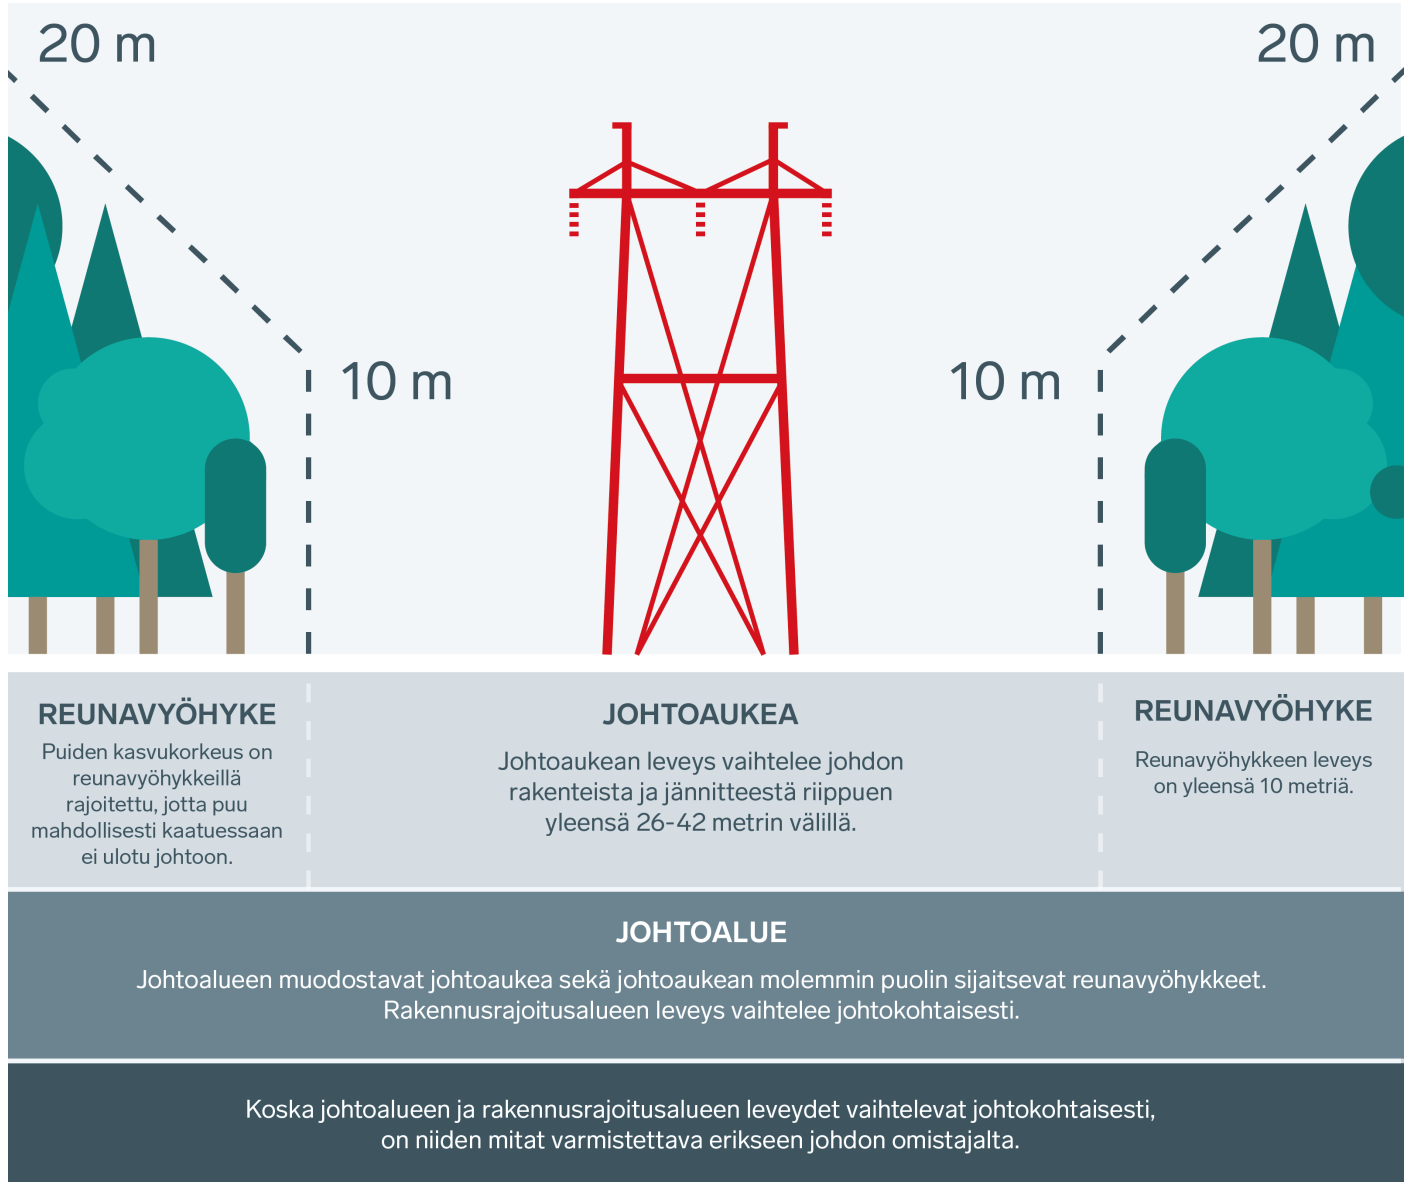 20 m
20 m
10 m
10 m
REUNAVYÖHYKE
Puiden kasvukorkeus on
reunavyöhykkeillä
rajoitettu, jotta puu
mahdollisesti kaatuessaan
ei ulotu johtoon.
JOHTOAUKEA
Johtoaukean leveys vaihtelee johdon
rakenteista ja jännitteestä riippuen
yleensä 26-42 metrin välillä.
REUNAVYÖHYKE
Reunavyöhykkeen leveys
on yleensä 10 metriä.
JOHTOALUE
Johtoalueen muodostavat johtoaukea sekä johtoaukean molemmin puolin sijaitsevat reunavyöhykkeet.
Rakennusrajoitusalueen leveys vaihtelee johtokohtaisesti.
Koska johtoalueen ja rakennusrajoitusalueen leveydet vaihtelevat johtokohtaisesti,
on niiden mitat varmistettava erikseen johdon omistajalta.